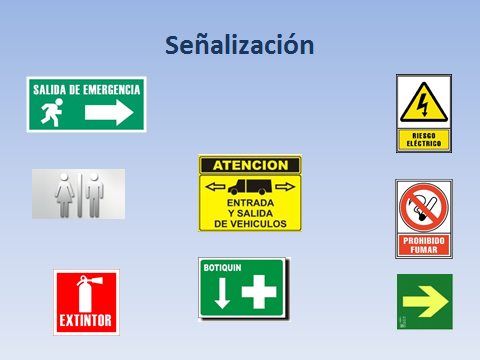 Señalización
SALIDA DE EMERGENCIA
RIESGO
ELÉCTRICO
ATENCION
ENTRADA
Y SALIDA
DE VEHICULOS
PROHIBIDO
FUMAR
EXTINTOR
BOTIQUIN